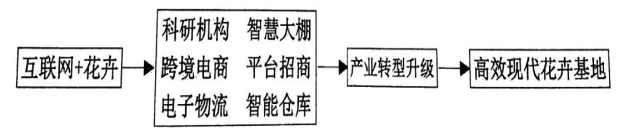 互联网+花卉
科研机构 智慧大棚
跨境电商 平台招商
电子物流 智能仓库
产业转型升级
高效现代花卉基地